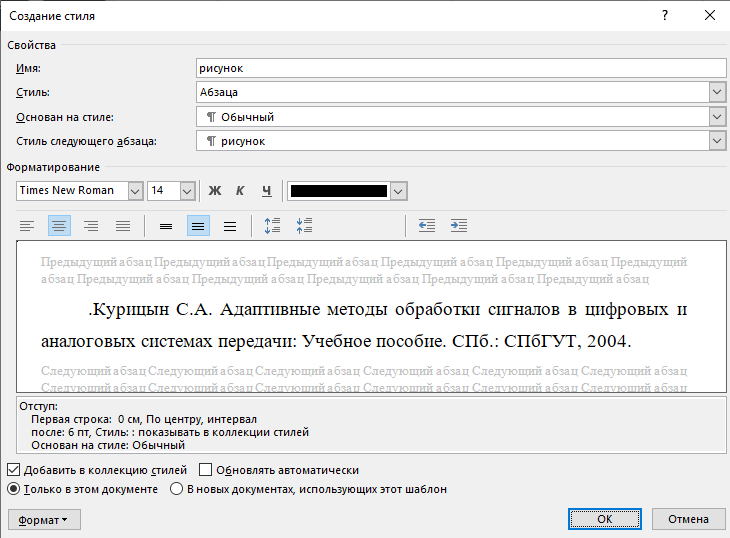 Создание стиля
Свойства
Имя: рисунок
Стиль: Абзаца
Основан на стиле: ¶ Обычный
Стиль следующего абзаца: ¶ рисунок
Форматирование
Times New Roman 14 Ж К Ч
Предыдущий абзац Предыдущий абзац Предыдущий абзац Предыдущий абзац Предыдущий абзац Предыдущий
абзац Предыдущий абзац Предыдущий абзац Предыдущий абзац Предыдущий абзац Предыдущий абзац
.Курицын С.А. Адаптивные методы обработки сигналов в цифровых и
аналоговых системах передачи: Учебное пособие. СПб.: СПбГУТ, 2004.
Следующий абзац Следующий абзац Следующий абзац Следующий абзац Следующий абзац Следующий абзац
Следующий абзац Следующий абзац Следующий абзац Следующий абзац Следующий абзац Следующий абзац
Отступ:
Первая строка: 0 см, По центру, интервал
после: 6 пт, Стиль: : показывать в коллекции стилей
Основан на стиле: Обычный
Добавить в коллекцию стилей Обновлять автоматически
Только в этом документе В новых документах, использующих этот шаблон
Формат ОК Отмена